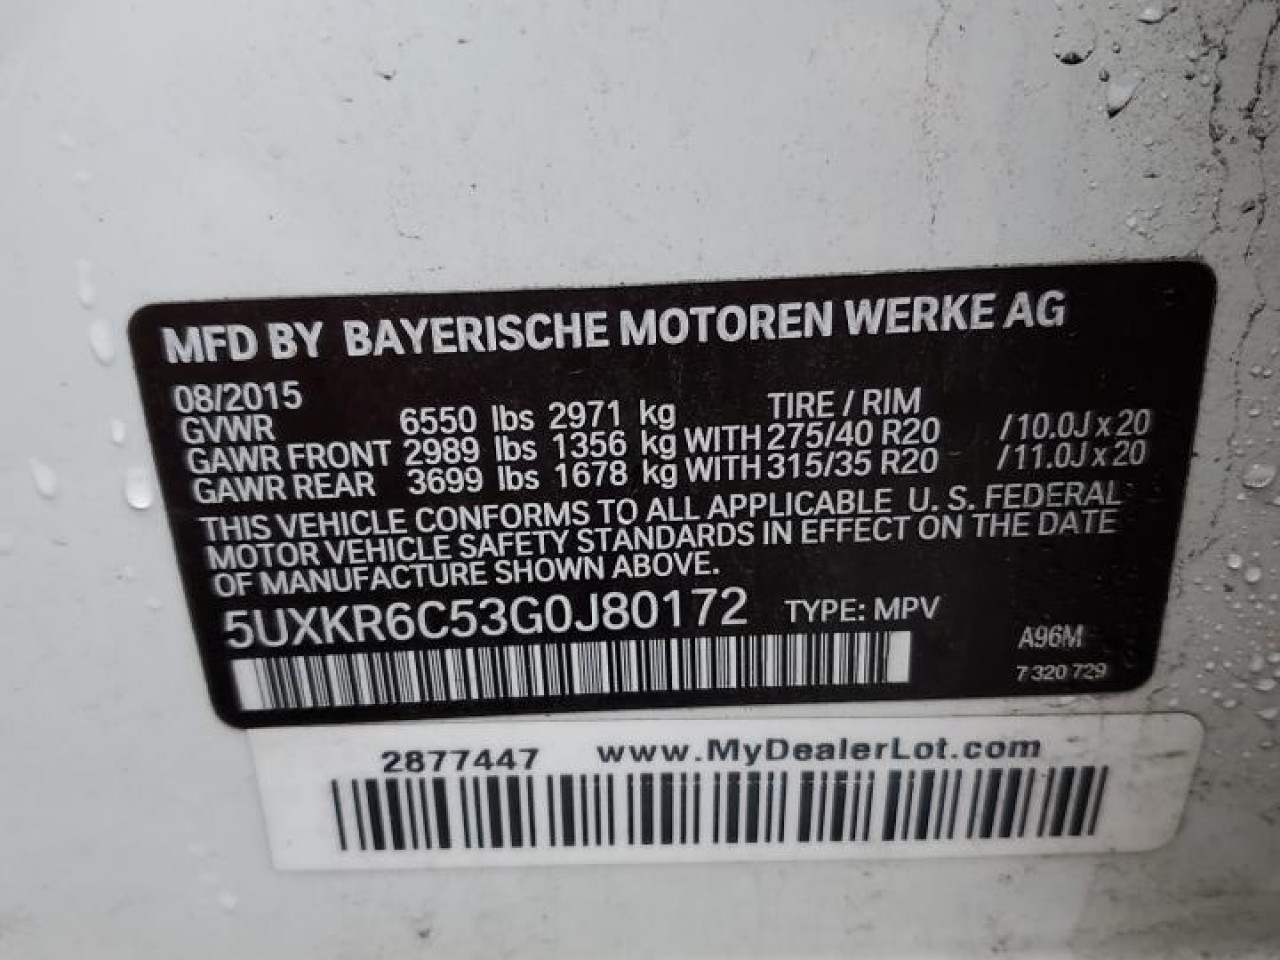 MFD BY BAYERISCHE MOTOREN WERKE AG
08/2015
GVWR 6550 lbs 2971 kg TIRE / RIM
GAWR FRONT 2989 lbs 1356 kg WITH 275/40 R20 /10.0J x 20
GAWR REAR 3699 lbs 1678 kg WITH 315/35 R20 /11.0J x 20
THIS VEHICLE CONFORMS TO ALL APPLICABLE U. S. FEDERAL
MOTOR VEHICLE SAFETY STANDARDS IN EFFECT ON THE DATE
OF MANUFACTURE SHOWN ABOVE.
5UXKR6C53G0J80172 TYPE: MPV
A96M
7 320 729
2877447 www.MyDealerLot.com